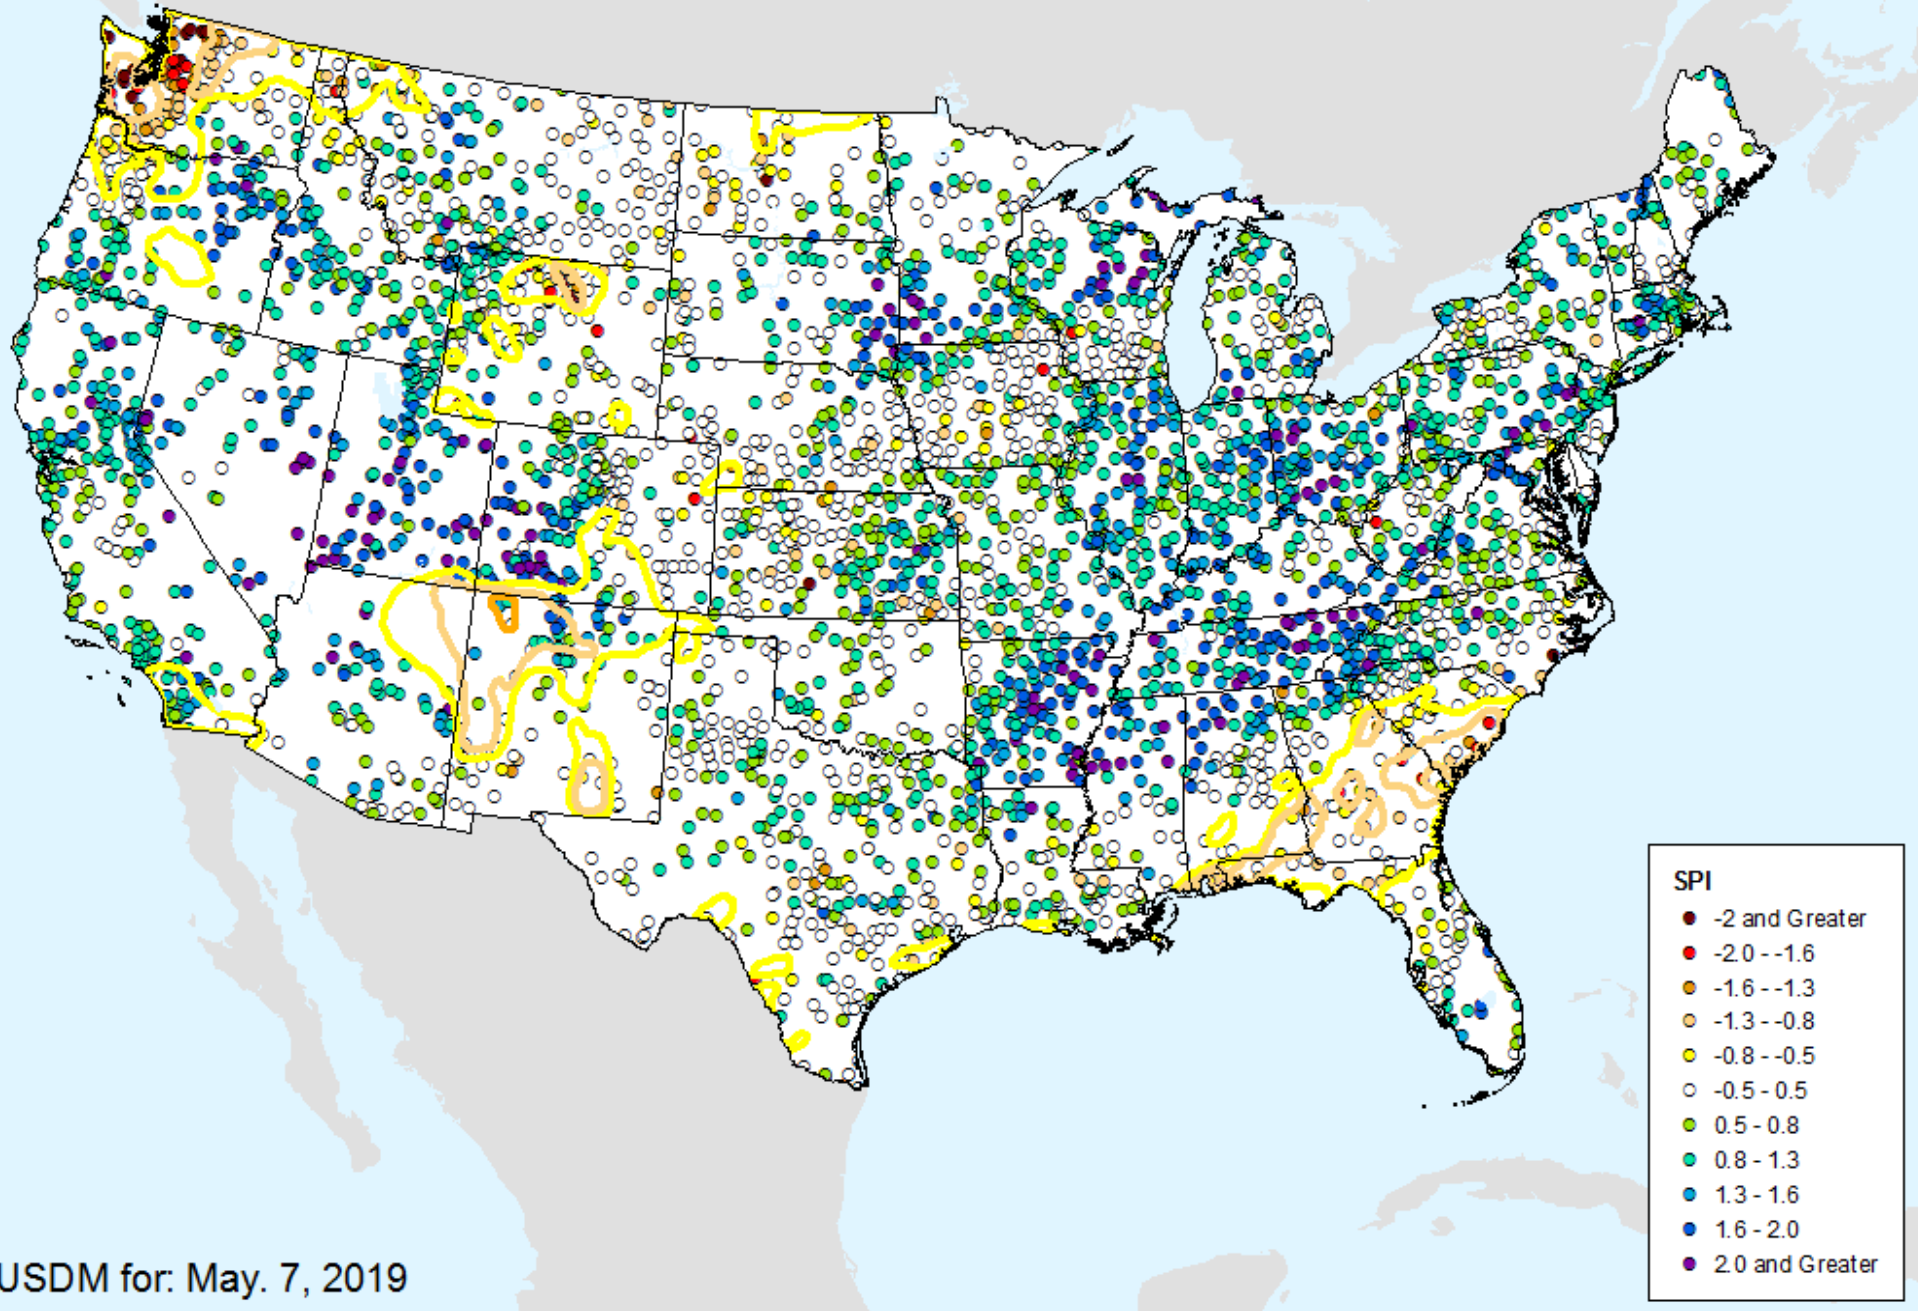 SPI
-2 and Greater
-2.0 - -1.6
-1.6 - -1.3
-1.3 - -0.8
-0.8 - -0.5
-0.5 - 0.5
0.5 - 0.8
0.8 - 1.3
1.3 - 1.6
1.6 - 2.0
2.0 and Greater
USDM for: May. 7, 2019